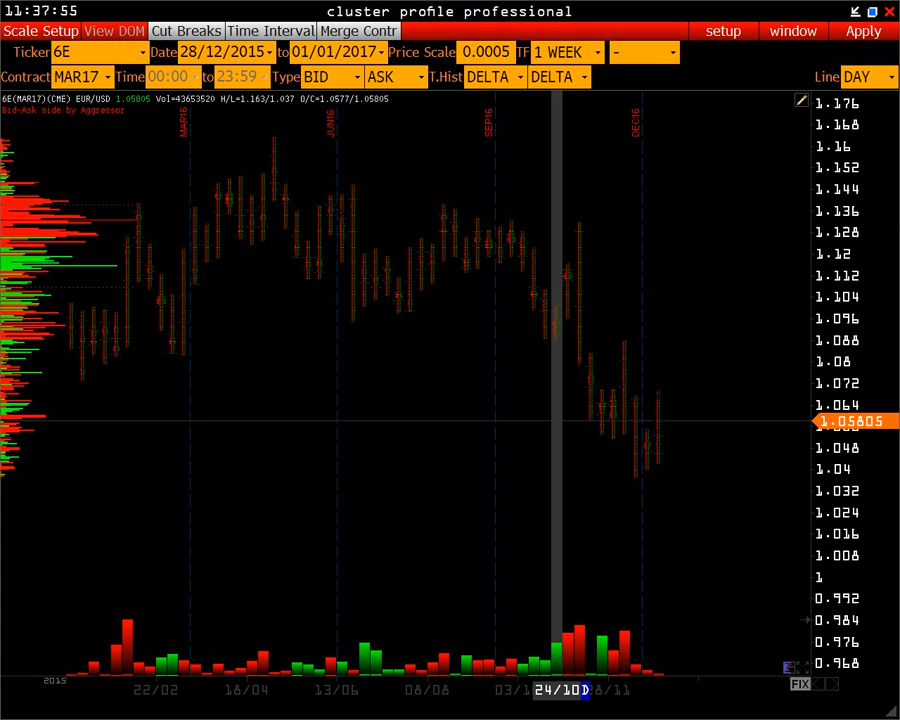 11:37:55 cluster profile professional
Scale Setup View DOM Cut Breaks Time Interval Merge Contr setup window Apply
Ticker 6E Date 28/12/2015 to 01/01/2017 Price Scale 0.0005 TF 1 WEEK -
Contract MAR17 Time 00:00 to 23:59 Type BID ASK T.Hist DELTA DELTA Line DAY
6E(MAR17)(CME) EUR/USD 1.05805 Vol=43653520 H/L=1.163/1.037 O/C=1.0577/1.05805
Bid-Ask side by Aggressor
MAR16
JUN16
SEP16
DEC16
1.176
1.168
1.16
1.152
1.144
1.136
1.128
1.12
1.112
1.104
1.096
1.088
1.08
1.072
1.064
1.05805
1.048
1.04
1.032
1.024
1.016
1.008
1
0.992
0.984
0.976
0.968
2015 22/02 18/04 13/06 08/08 03/1 24/10 D 28/11
FIX